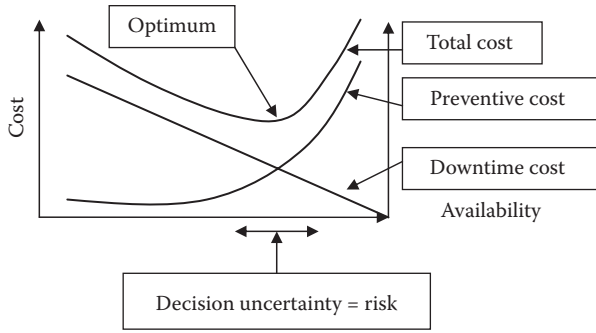 Optimum
Total cost
Preventive cost
Cost
Downtime cost
Availability
Decision uncertainty = risk